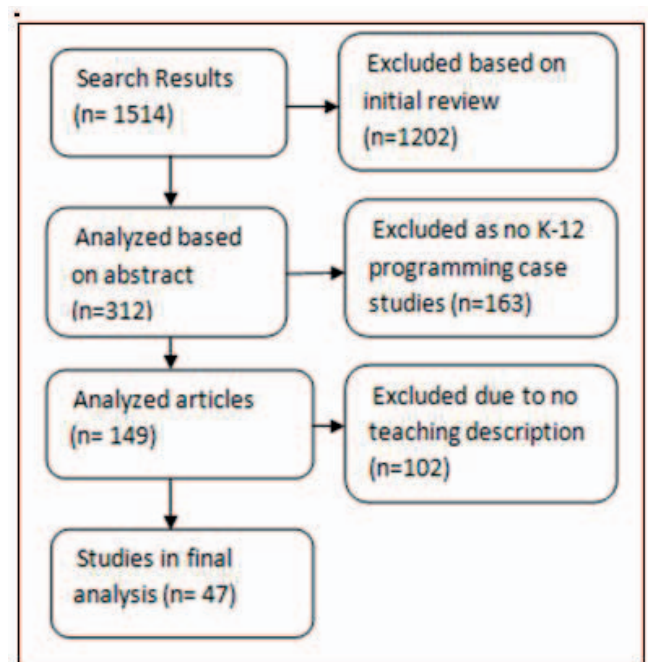 Search Results
(n= 1514)
Excluded based on
initial review
(n=1202)
Analyzed based
on abstract
(n=312)
Excluded as no K-12
programming case
studies (n=163)
Analyzed articles
(n= 149)
Excluded due to no
teaching description
(n=102)
Studies in final
analysis (n= 47)